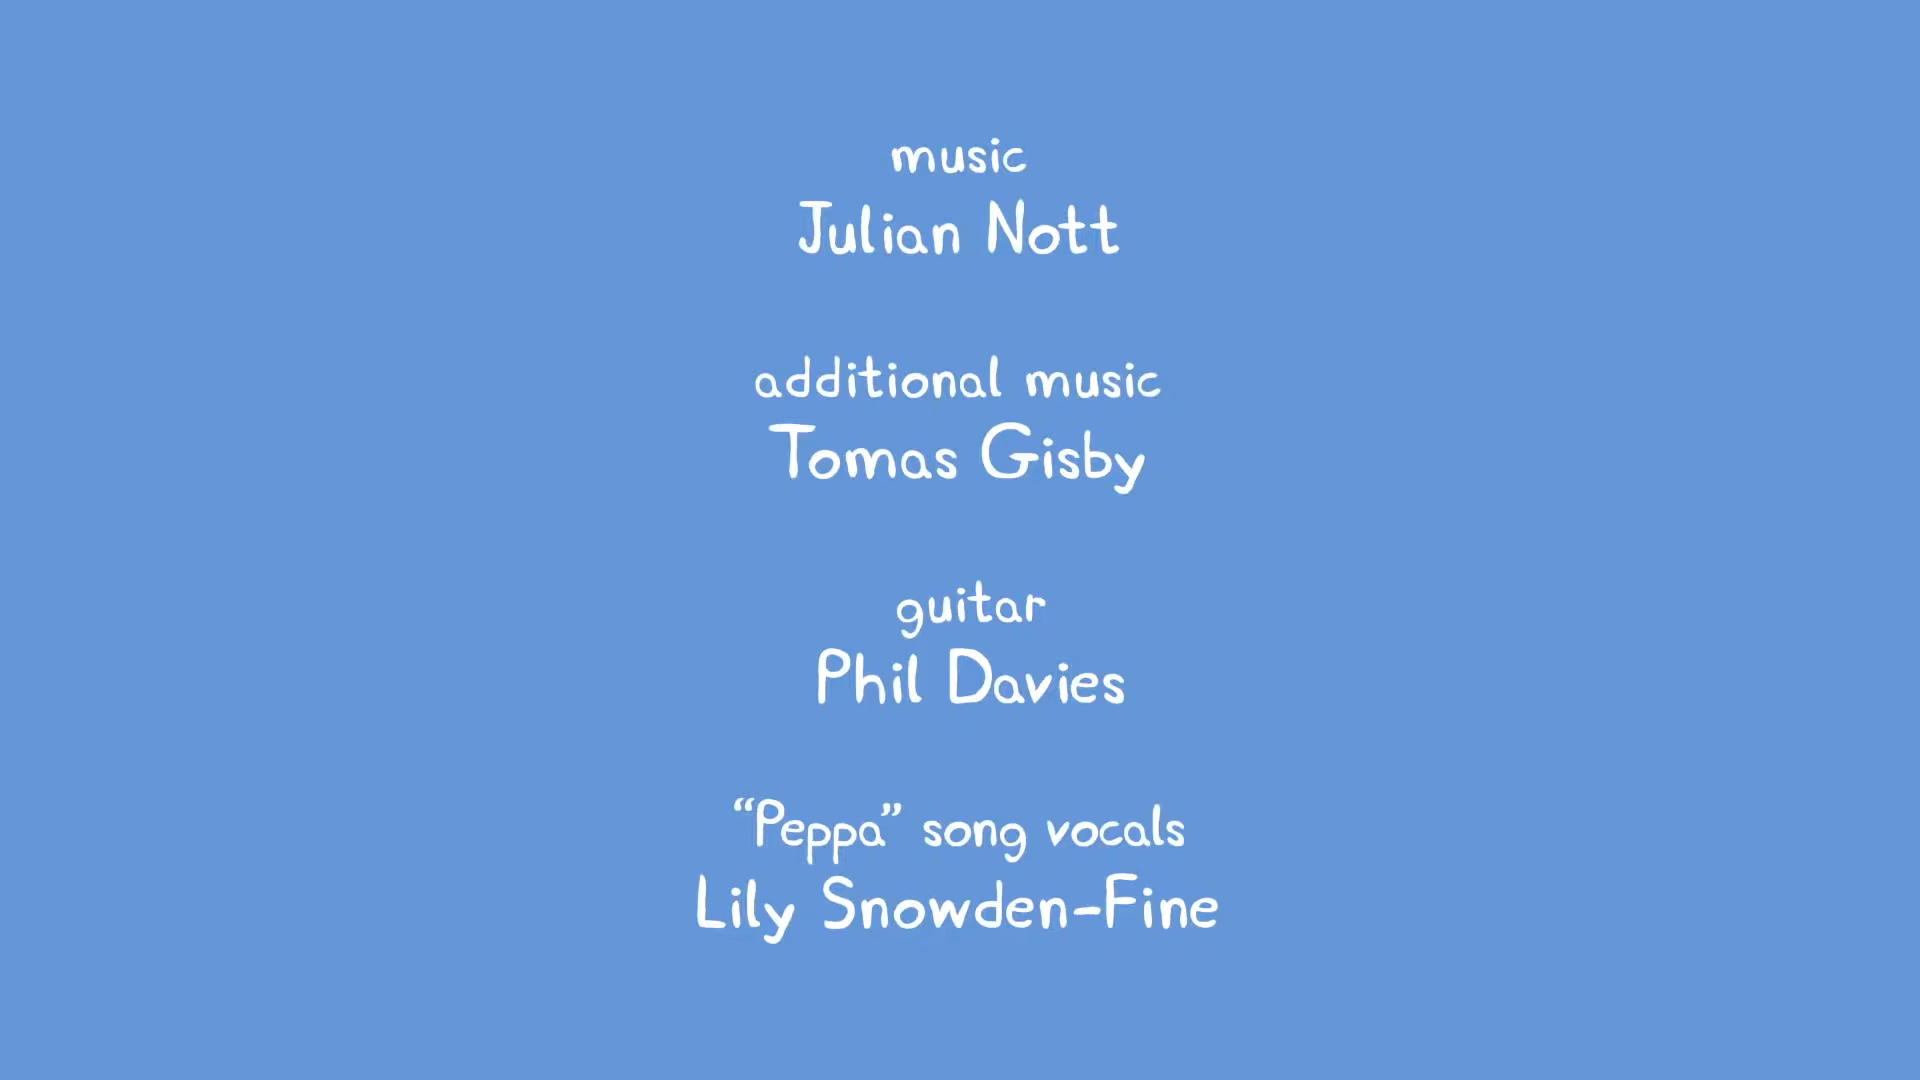 music
Julian Nott
additional music
Tomas Gisby
guitar
Phil Davies
“Peppa” song vocals
Lily Snowden-Fine